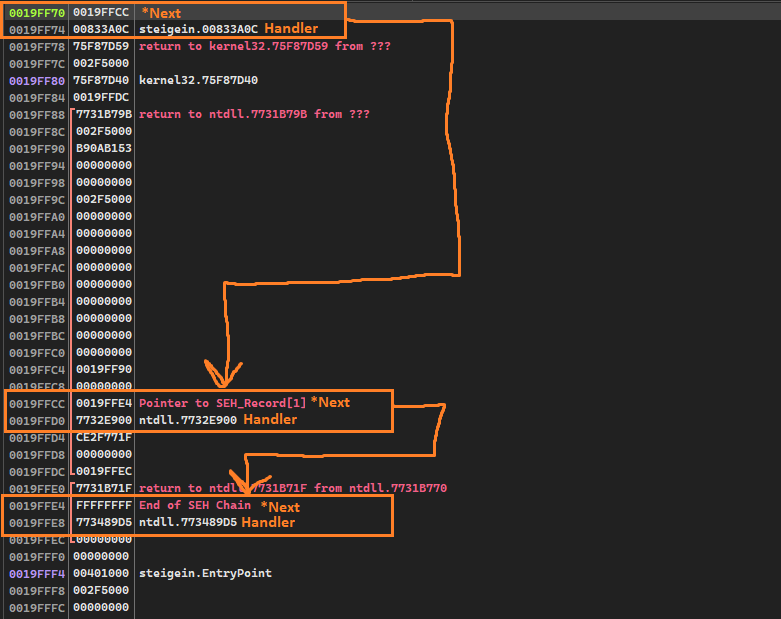 0019FF70 0019FFCC *Next
0019FF74 00833A0C steigein.00833A0C Handler
0019FF78 75F87D59 return to kernel32.75F87D59 from ???
0019FF7C 002F5000
0019FF80 75F87D40 kernel32.75F87D40
0019FF84 0019FFDC
0019FF88 7731B79B return to ntdll.7731B79B from ???
0019FF8C 002F5000
0019FF90 B90AB153
0019FF94 00000000
0019FF98 00000000
0019FF9C 002F5000
0019FFA0 00000000
0019FFA4 00000000
0019FFA8 00000000
0019FFAC 00000000
0019FFB0 00000000
0019FFB4 00000000
0019FFB8 00000000
0019FFBC 00000000
0019FFC0 00000000
0019FFC4 0019FF90
0019FFC8 00000000
0019FFCC 0019FFE4 Pointer to SEH_Record[1] *Next
0019FFD0 7732E900 ntdll.7732E900 Handler
0019FFD4 CE2F771F
0019FFD8 00000000
0019FFDC 0019FFEC
0019FFE0 7731B71F return to ntdll.7731B71F from ntdll.7731B770
0019FFE4 FFFFFFFF End of SEH Chain *Next
0019FFE8 773489D5 ntdll.773489D5 Handler
0019FFEC 00000000
0019FFF0 00000000
0019FFF4 00401000 steigein.EntryPoint
0019FFF8 002F5000
0019FFFC 00000000